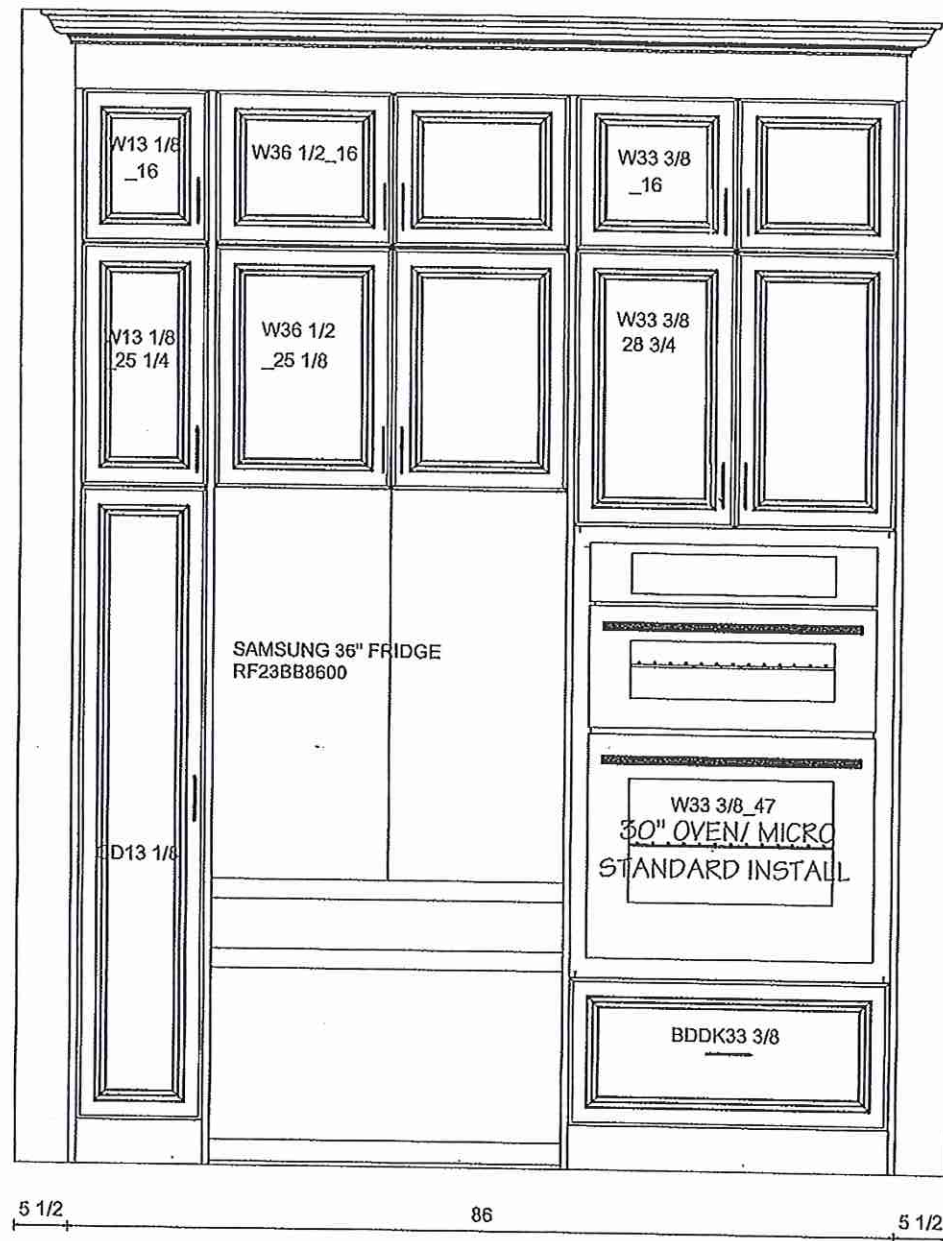 W13 1/8
_16
W36 1/2_16
W33 3/8
_16
W13 1/8
_25 1/4
W36 1/2
_25 1/8
W33 3/8
28 3/4
SAMSUNG 36" FRIDGE
RF23BB8600
W33 3/8_47
30" OVEN/ MICRO
STANDARD INSTALL
13 1/8
BDDK33 3/8
5 1/2
86
5 1/2